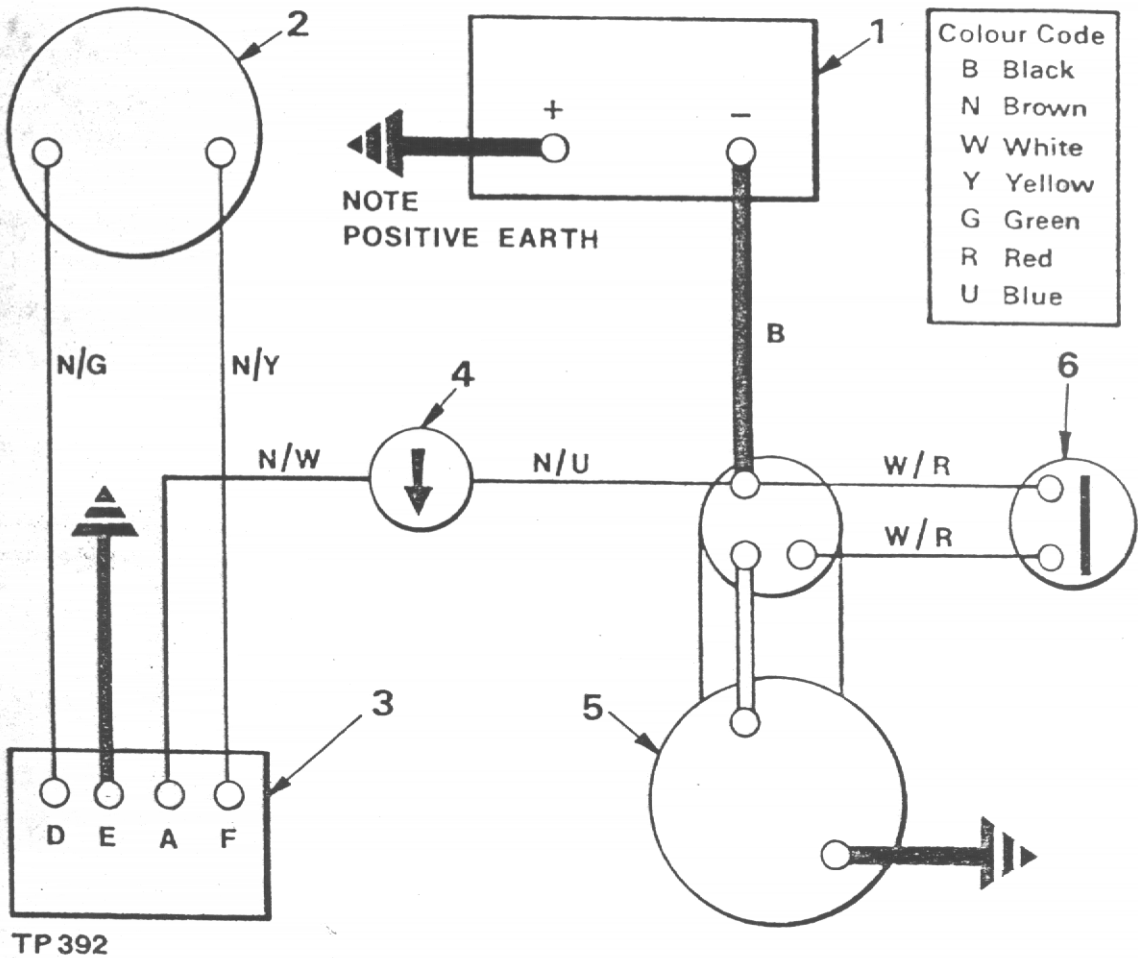 2
1
Colour Code
B Black
N Brown
W White
Y Yellow
G Green
R Red
U Blue
+
−
NOTE
POSITIVE EARTH
B
N/G
N/Y
4
6
N/W
N/U
W/R
W/R
3
5
D E A F
TP 392